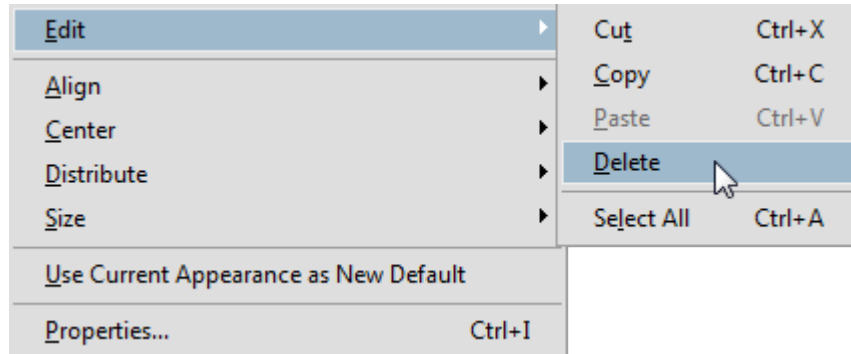 Edit
Align
Center
Distribute
Size
Use Current Appearance as New Default
Properties... Ctrl+I
Cut Ctrl+X
Copy Ctrl+C
Paste Ctrl+V
Delete
Select All Ctrl+A